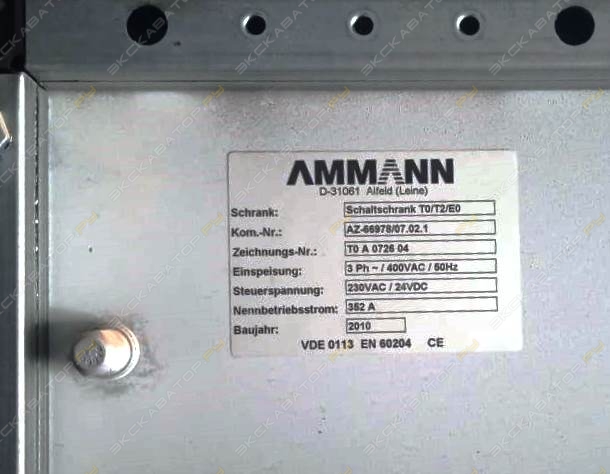 AMMANN
D-31061 Alfeld (Leine)
Schrank: Schaltschrank T0/T2/E0
Kom.-Nr.: AZ-66978/07.02.1
Zeichnungs-Nr.: T0 A 0726 04
Einspeisung: 3 Ph ~ / 400VAC / 50Hz
Steuerspannung: 230VAC / 24VDC
Nennbetriebsstrom: 352 A
Baujahr: 2010
VDE 0113 EN 60204 CE